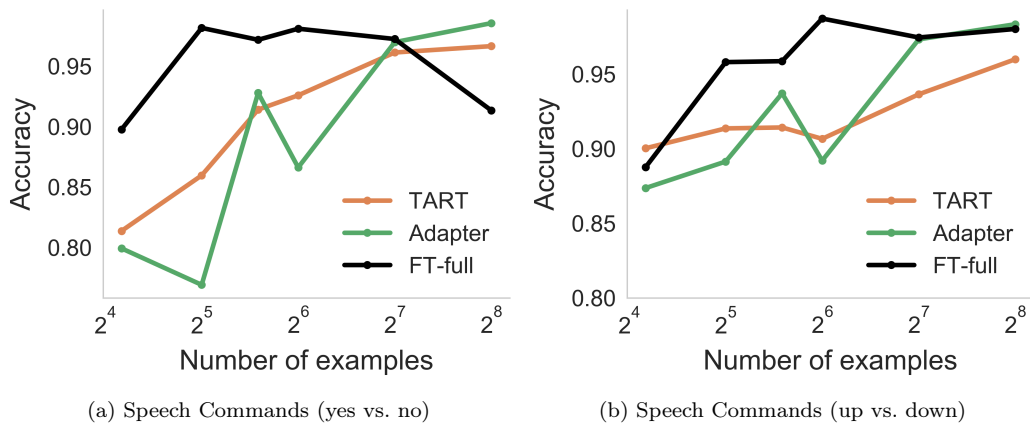 Accuracy
0.95
0.90
0.85
0.80
TART
Adapter
FT-full
2^4 2^5 2^6 2^7 2^8
Number of examples
(a) Speech Commands (yes vs. no)
Accuracy
0.95
0.90
0.85
0.80
TART
Adapter
FT-full
2^4 2^5 2^6 2^7 2^8
Number of examples
(b) Speech Commands (up vs. down)